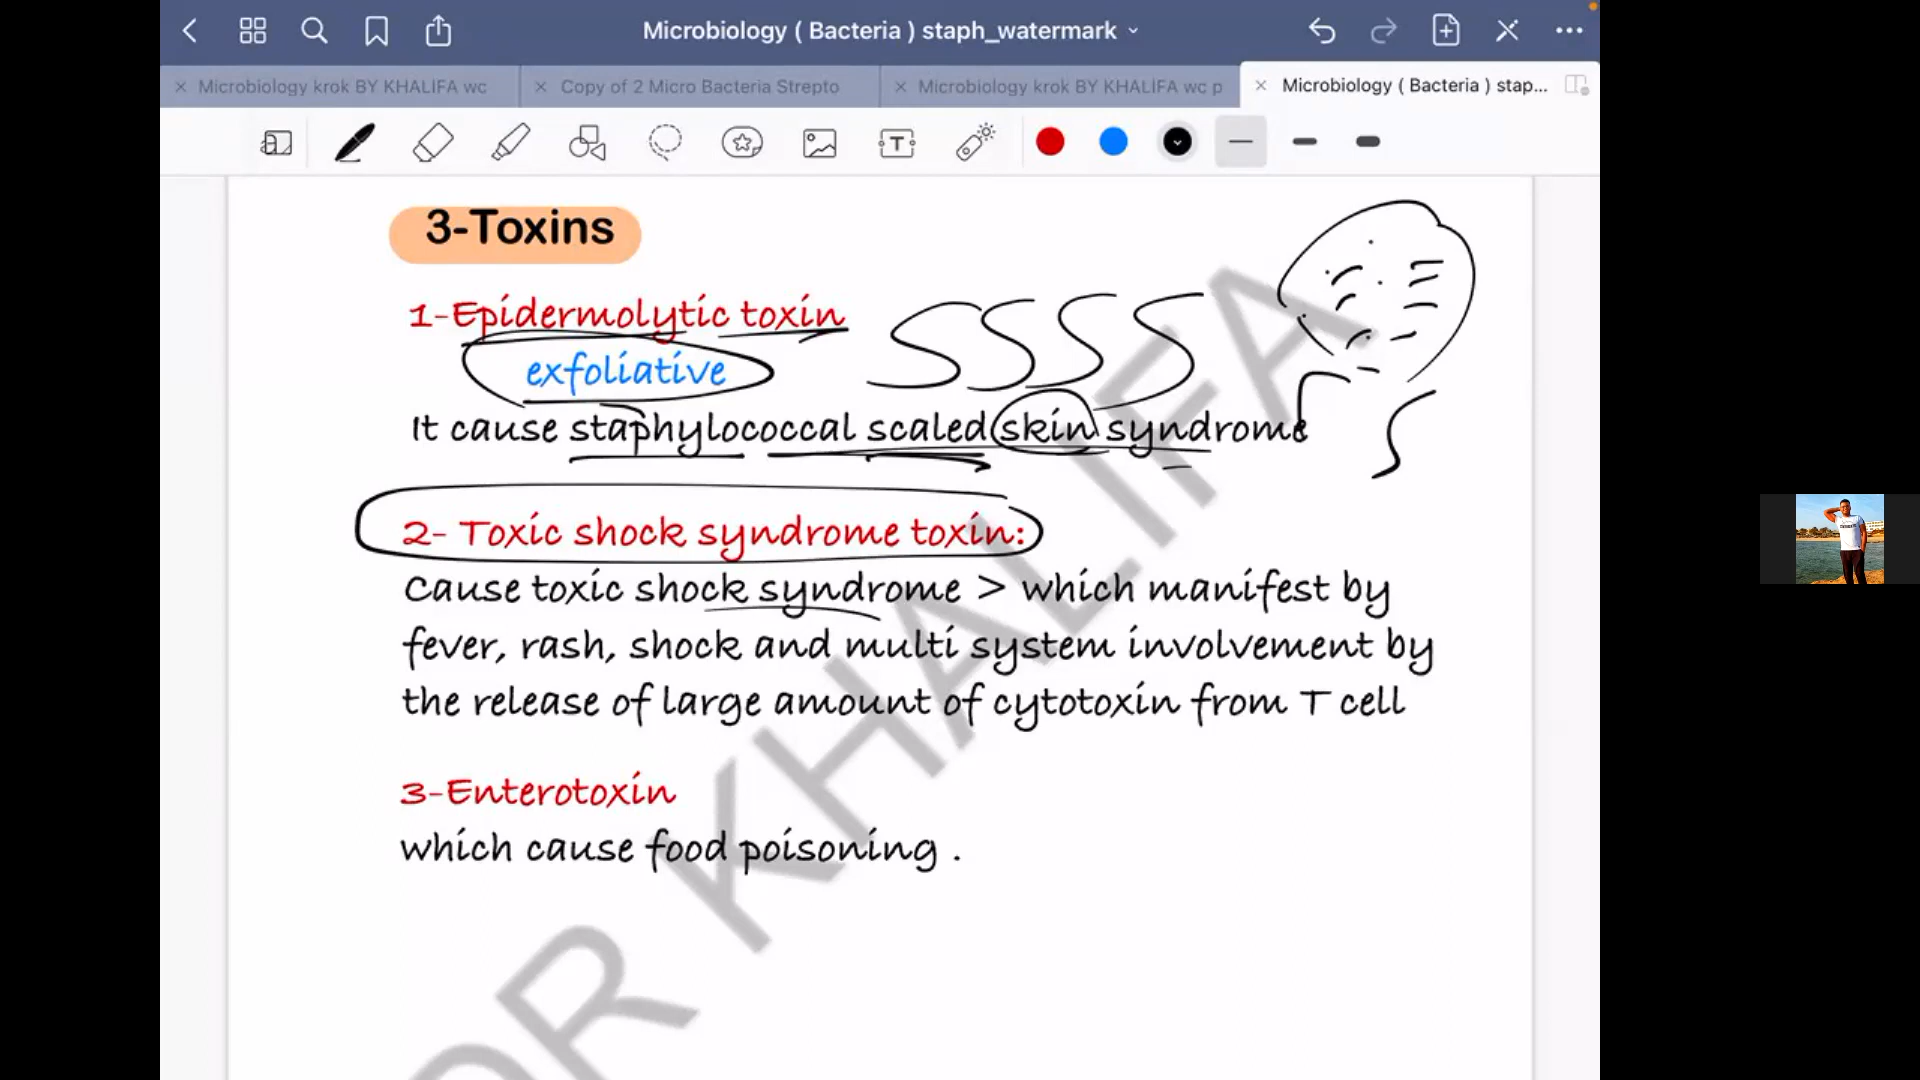 Microbiology ( Bacteria ) staph_watermark
Microbiology krok BY KHALIFA wc
Copy of 2 Micro Bacteria Strepto
Microbiology krok BY KHALIFA wc p
Microbiology ( Bacteria ) stap...
3-Toxins
1-Epidermolytic toxin
SSSS
exfoliative
It cause staphylococcal scaled skin syndrome
2- Toxic shock syndrome toxin:
Cause toxic shock syndrome > which manifest by
fever, rash, shock and multi system involvement by
the release of large amount of cytotoxin from T cell
3-Enterotoxin
which cause food poisoning .
OR KHALIFA